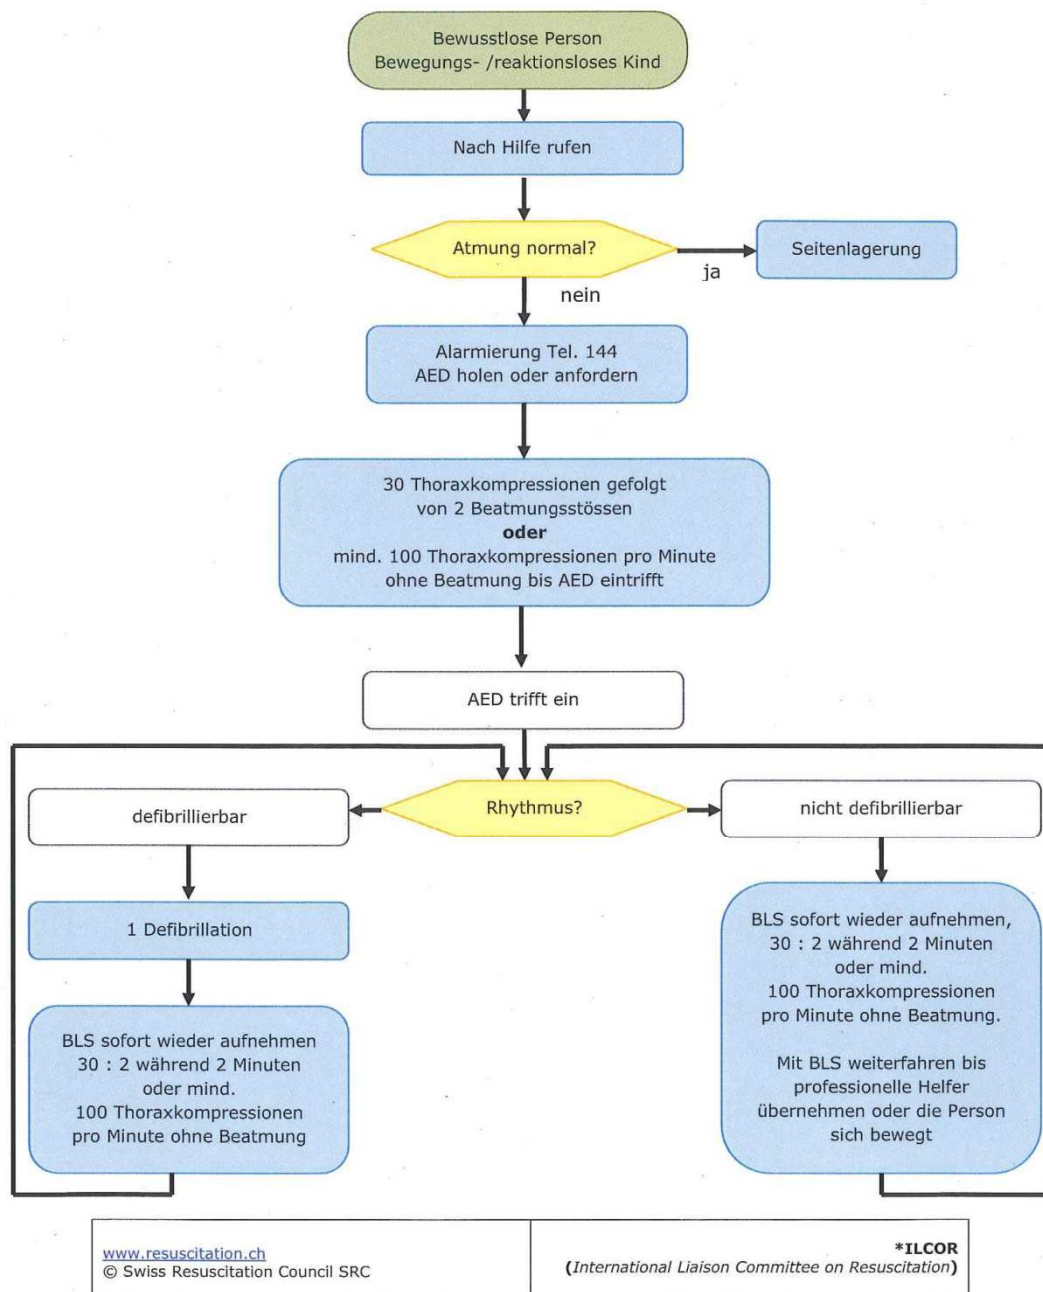 Bewusstlose Person
Bewegungs- /reaktionsloses Kind
Nach Hilfe rufen
Atmung normal?
ja
Seitenlagerung
nein
Alarmierung Tel. 144
AED holen oder anfordern
30 Thoraxkompressionen gefolgt
von 2 Beatmungsstössen
oder
mind. 100 Thoraxkompressionen pro Minute
ohne Beatmung bis AED eintrifft
AED trifft ein
Rhythmus?
defibrillierbar
1 Defibrillation
BLS sofort wieder aufnehmen
30 : 2 während 2 Minuten
oder mind.
100 Thoraxkompressionen
pro Minute ohne Beatmung
nicht defibrillierbar
BLS sofort wieder aufnehmen,
30 : 2 während 2 Minuten
oder mind.
100 Thoraxkompressionen
pro Minute ohne Beatmung.
Mit BLS weiterfahren bis
professionelle Helfer
übernehmen oder die Person
sich bewegt
www.resuscitation.ch
© Swiss Resuscitation Council SRC
*ILCOR
(International Liaison Committee on Resuscitation)